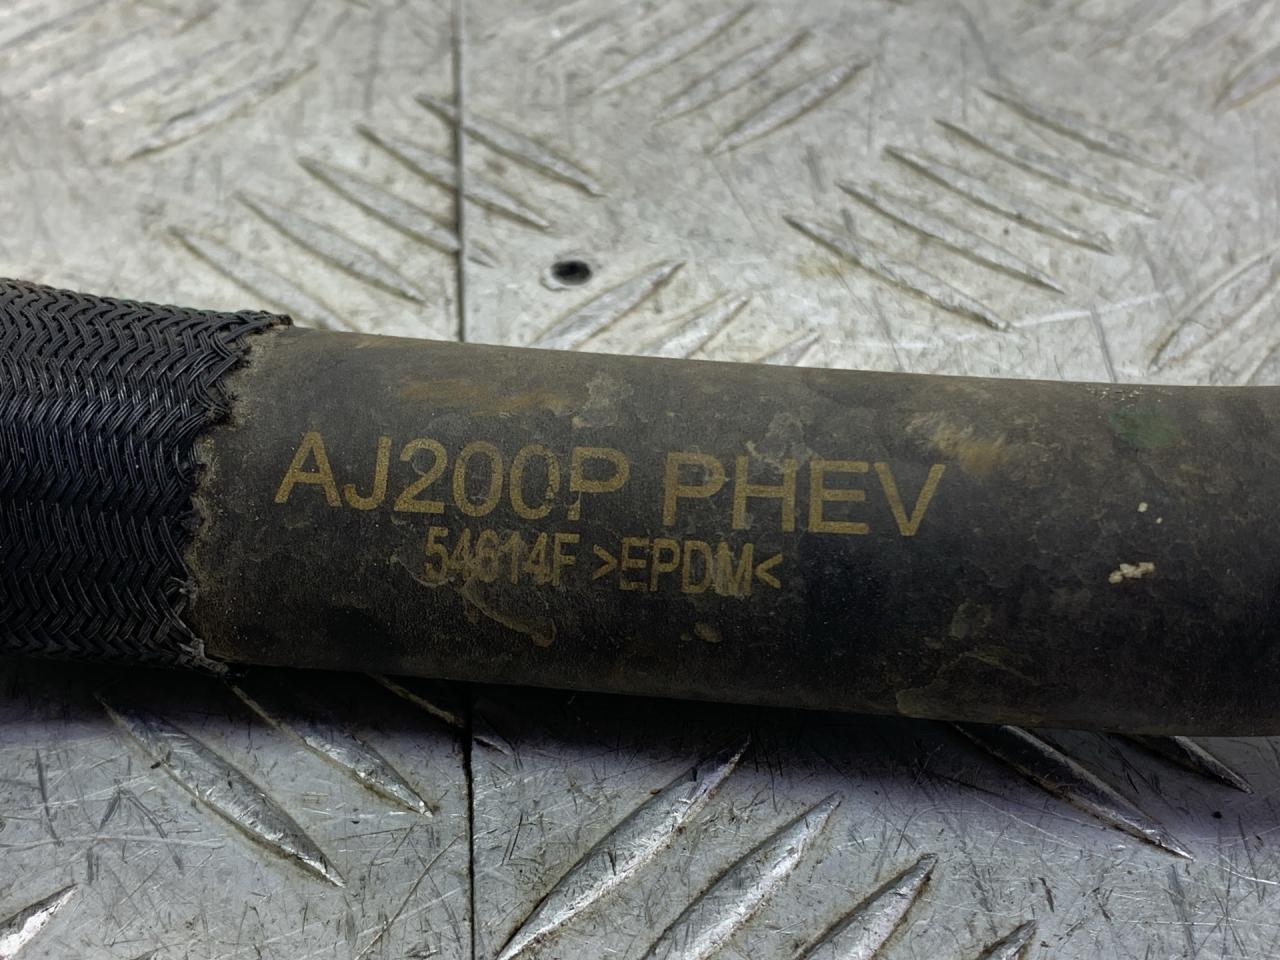 AJ200P PHEV
54614F >EPDM<